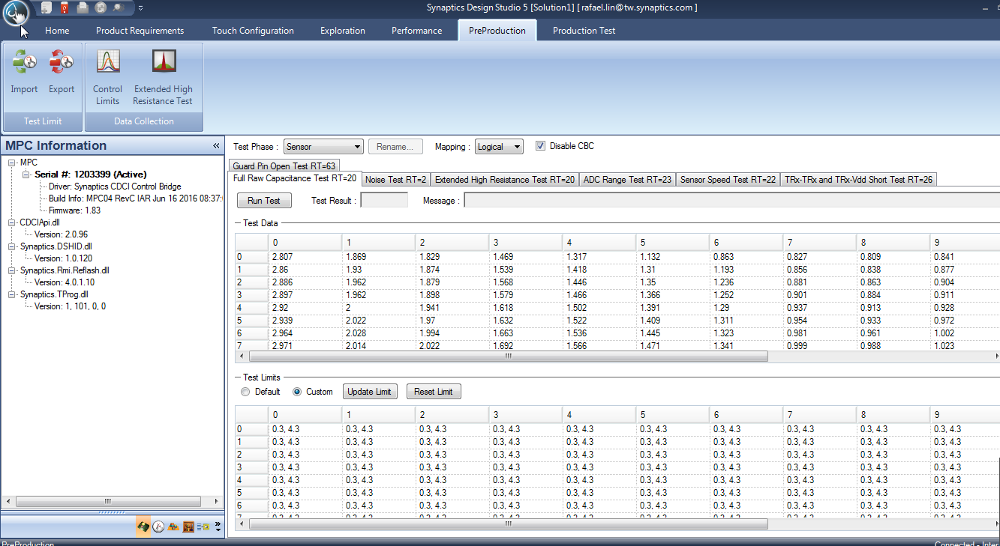 Synaptics Design Studio 5 [Solution1] [ rafael.lin@tw.synaptics.com ]
Home Product Requirements Touch Configuration Exploration Performance PreProduction Production Test
Import Export Control Limits Extended High Resistance Test
Test Limit Data Collection
MPC Information «
MPC
Serial #: 1203399 (Active)
Driver: Synaptics CDCI Control Bridge
Build Info: MPC04 RevC IAR Jun 16 2016 08:37:
Firmware: 1.83
CDCIApi.dll
Version: 2.0.96
Synaptics.DSHID.dll
Version: 1.0.120
Synaptics.Rmi.Reflash.dll
Version: 4.0.1.10
Synaptics.TProg.dll
Version: 1, 101, 0, 0
Test Phase : Sensor Rename... Mapping : Logical Disable CBC
Guard Pin Open Test RT=63
Full Raw Capacitance Test RT=20 Noise Test RT=2 Extended High Resistance Test RT=20 ADC Range Test RT=23 Sensor Speed Test RT=22 TRx-TRx and TRx-Vdd Short Test RT=26
Run Test Test Result : Message :
Test Data
0 1 2 3 4 5 6 7 8 9
0 2.807 1.869 1.829 1.469 1.317 1.132 0.863 0.827 0.809 0.841
1 2.86 1.93 1.874 1.539 1.418 1.31 1.193 0.856 0.838 0.877
2 2.886 1.962 1.879 1.568 1.446 1.35 1.236 0.881 0.863 0.904
3 2.897 1.962 1.898 1.579 1.466 1.366 1.252 0.901 0.884 0.911
4 2.92 2 1.941 1.618 1.502 1.391 1.29 0.937 0.913 0.928
5 2.939 2.022 1.97 1.632 1.522 1.409 1.311 0.954 0.933 0.972
6 2.964 2.028 1.994 1.663 1.536 1.445 1.323 0.981 0.961 1.002
7 2.971 2.014 2.022 1.692 1.566 1.471 1.341 0.999 0.988 1.023
Test Limits
Default Custom Update Limit Reset Limit
0 1 2 3 4 5 6 7 8 9
0 0.3, 4.3 0.3, 4.3 0.3, 4.3 0.3, 4.3 0.3, 4.3 0.3, 4.3 0.3, 4.3 0.3, 4.3 0.3, 4.3 0.3, 4.3
1 0.3, 4.3 0.3, 4.3 0.3, 4.3 0.3, 4.3 0.3, 4.3 0.3, 4.3 0.3, 4.3 0.3, 4.3 0.3, 4.3 0.3, 4.3
2 0.3, 4.3 0.3, 4.3 0.3, 4.3 0.3, 4.3 0.3, 4.3 0.3, 4.3 0.3, 4.3 0.3, 4.3 0.3, 4.3 0.3, 4.3
3 0.3, 4.3 0.3, 4.3 0.3, 4.3 0.3, 4.3 0.3, 4.3 0.3, 4.3 0.3, 4.3 0.3, 4.3 0.3, 4.3 0.3, 4.3
4 0.3, 4.3 0.3, 4.3 0.3, 4.3 0.3, 4.3 0.3, 4.3 0.3, 4.3 0.3, 4.3 0.3, 4.3 0.3, 4.3 0.3, 4.3
5 0.3, 4.3 0.3, 4.3 0.3, 4.3 0.3, 4.3 0.3, 4.3 0.3, 4.3 0.3, 4.3 0.3, 4.3 0.3, 4.3 0.3, 4.3
6 0.3, 4.3 0.3, 4.3 0.3, 4.3 0.3, 4.3 0.3, 4.3 0.3, 4.3 0.3, 4.3 0.3, 4.3 0.3, 4.3 0.3, 4.3
PreProduction Connected - Inter